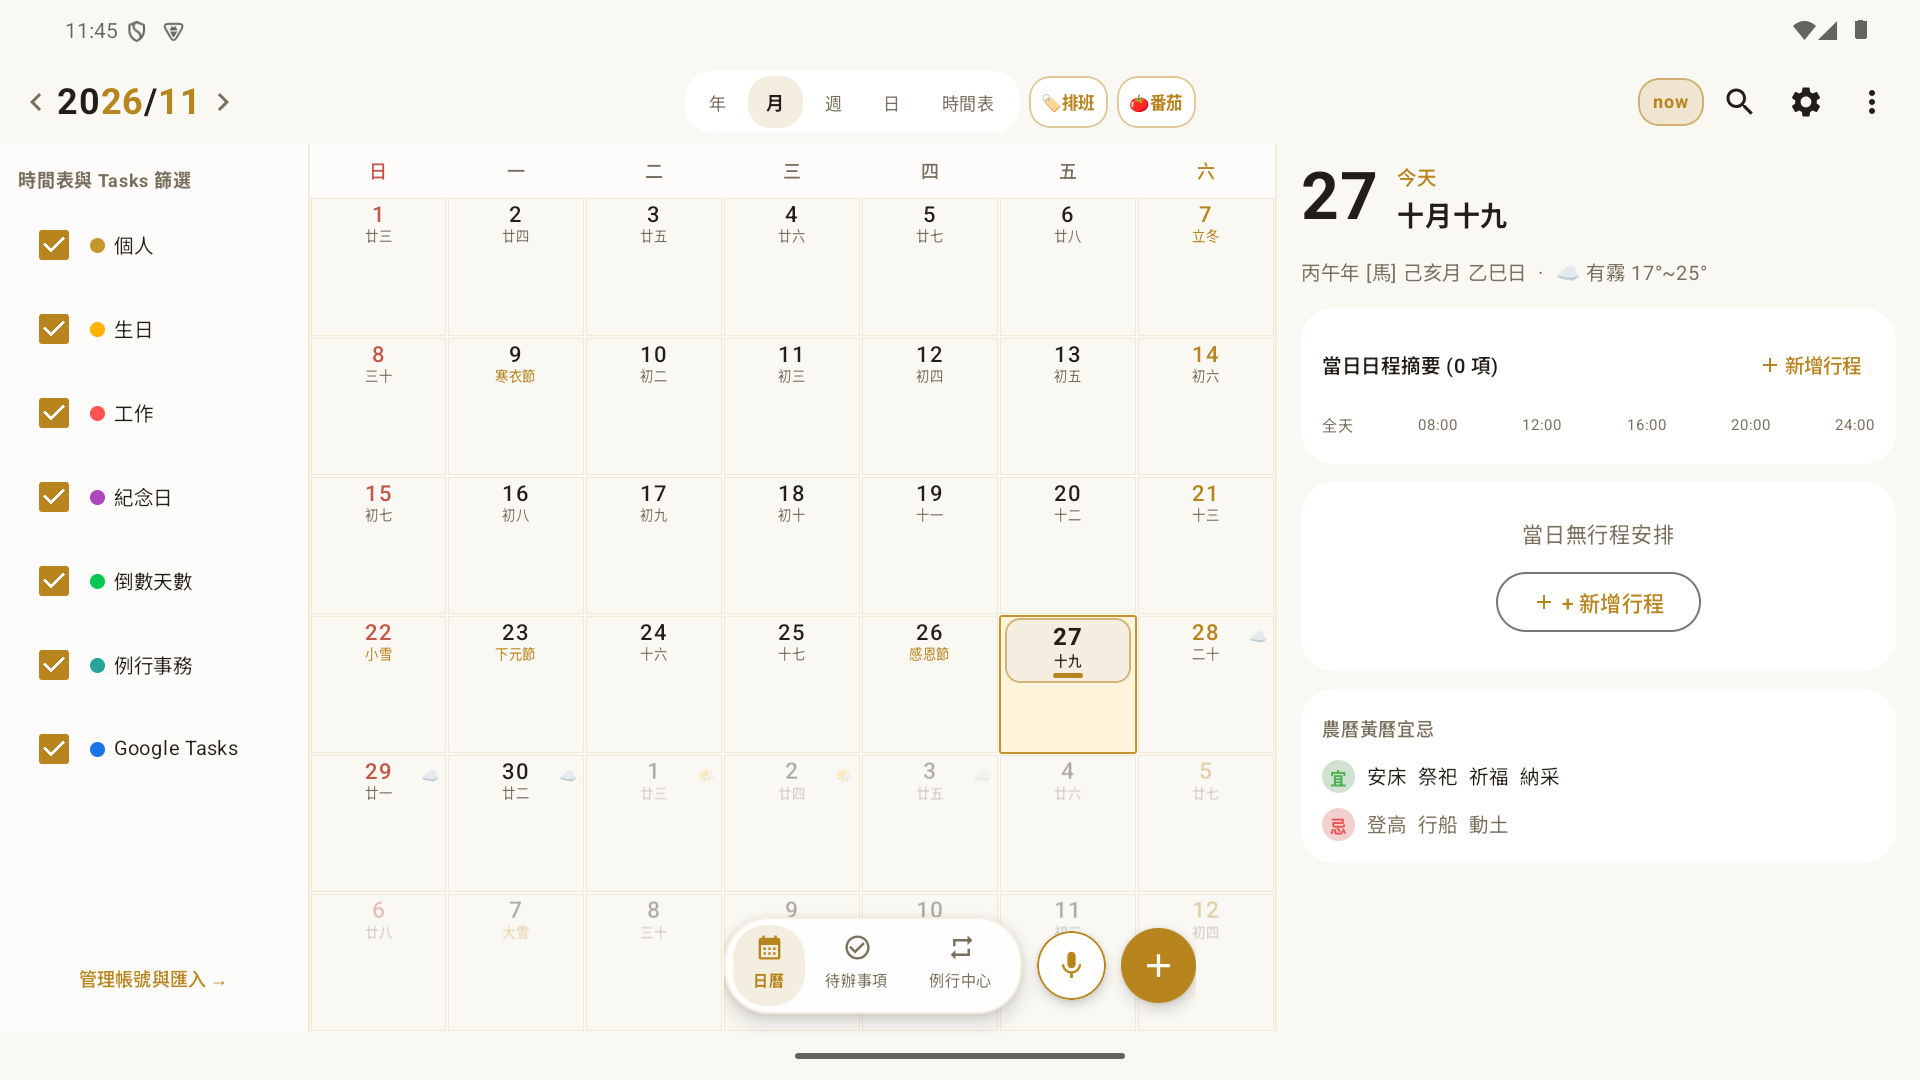 11:45
2026/11
年 月 週 日 時間表
🏷️排班 🍅番茄
now
時間表與 Tasks 篩選
個人
生日
工作
紀念日
倒數天數
例行事務
Google Tasks
管理帳號與匯入 →
日 一 二 三 四 五 六
1 2 3 4 5 6 7
廿三 廿四 廿五 廿六 廿七 廿八 立冬
8 9 10 11 12 13 14
三十 寒衣節 初二 初三 初四 初五 初六
15 16 17 18 19 20 21
初七 初八 初九 初十 十一 十二 十三
22 23 24 25 26 27 28
小雪 下元節 十六 十七 感恩節 十九 二十
29 30 1 2 3 4 5
廿一 廿二 廿三 廿四 廿五 廿六 廿七
6 7 8 9 10 11 12
廿八 大雪 三十 初四
日曆 待辦事項 例行中心
27 今天
十月十九
丙午年 [馬] 己亥月 乙巳日 · ☁️ 有霧 17°~25°
當日日程摘要 (0 項) + 新增行程
全天 08:00 12:00 16:00 20:00 24:00
當日無行程安排
+ + 新增行程
農曆黃曆宜忌
宜 安床 祭祀 祈福 納采
忌 登高 行船 動土